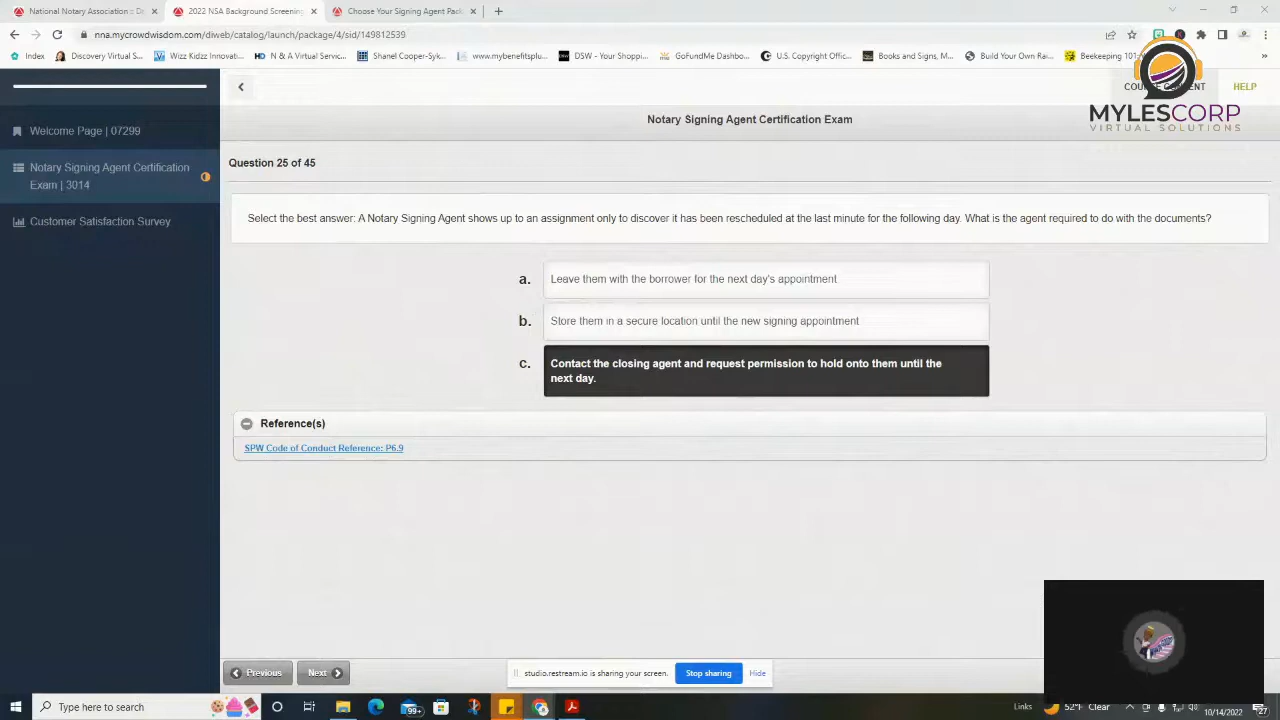 National Notary Association :: Da
2022 NSA Background Screening
Choose Your Signing Agent Pack
nna.mycrowdwisdom.com/diweb/catalog/launch/package/4/sid/149812539
Index
Discovery Virtual S...
Wizz Kidzz Innovati...
N & A Virtual Servic...
Shanel Cooper-Syk...
www.mybenefitsplu...
DSW - Your Shoppi...
GoFundMe Dashbo...
U.S. Copyright Offic...
Books and Signs, M...
Build Your Own Rai...
Beekeeping 101:
HELP
MYLESCORP
VIRTUAL SOLUTIONS
Notary Signing Agent Certification Exam
Welcome Page | 07299
Notary Signing Agent Certification
Exam | 3014
Customer Satisfaction Survey
Question 25 of 45
Select the best answer: A Notary Signing Agent shows up to an assignment only to discover it has been rescheduled at the last minute for the following day. What is the agent required to do with the documents?
a. Leave them with the borrower for the next day's appointment
b. Store them in a secure location until the new signing appointment
c. Contact the closing agent and request permission to hold onto them until the
next day.
Reference(s)
SPW Code of Conduct Reference: P6.9
Previous
Next
studio.restream.io is sharing your screen.
Stop sharing
Hide
Type here to search
99+
Links
52°F Clear
10/14/2022
27